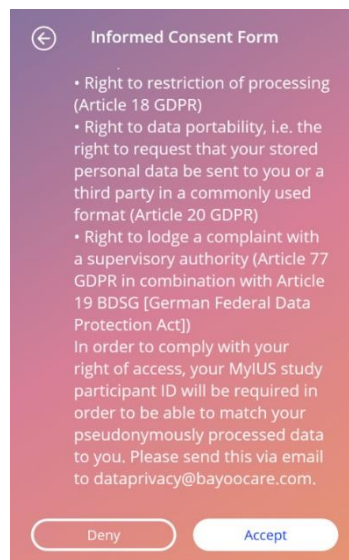 Informed Consent Form
• Right to restriction of processing
(Article 18 GDPR)
• Right to data portability, i.e. the
right to request that your stored
personal data be sent to you or a
third party in a commonly used
format (Article 20 GDPR)
• Right to lodge a complaint with
a supervisory authority (Article 77
GDPR in combination with Article
19 BDSG [German Federal Data
Protection Act])
In order to comply with your
right of access, your MyIUS study
participant ID will be required in
order to be able to match your
pseudonymously processed data
to you. Please send this via email
to dataprivacy@bayoocare.com.
Deny Accept